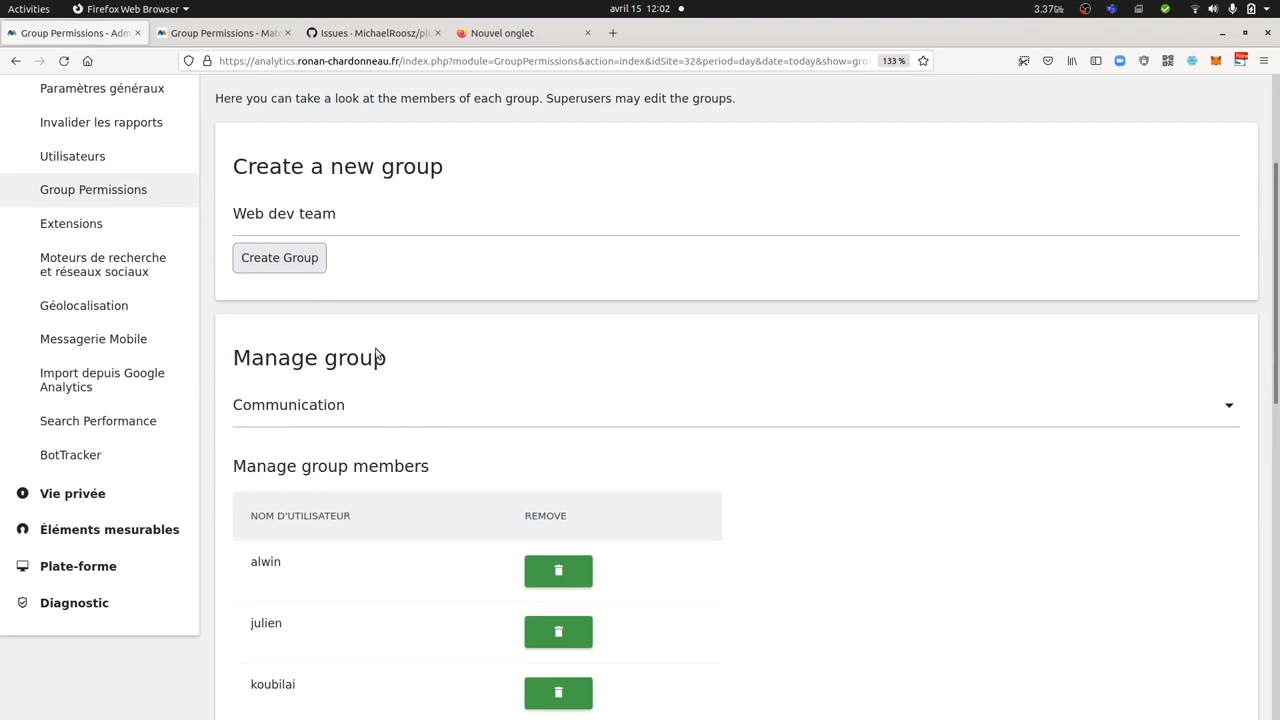 Activities
Firefox Web Browser
avril 15 12:02
3.37%
Group Permissions - Adm
Group Permissions - Mato
Issues · MichaelRoosz/plu
Nouvel onglet
https://analytics.ronan-chardonneau.fr/index.php?module=GroupPermissions&action=index&idSite=32&period=day&date=today&show=grou
133 %
New
Paramètres généraux
Invalider les rapports
Utilisateurs
Group Permissions
Extensions
Moteurs de recherche
et réseaux sociaux
Géolocalisation
Messagerie Mobile
Import depuis Google
Analytics
Search Performance
BotTracker
Vie privée
Éléments mesurables
Plate-forme
Diagnostic
Here you can take a look at the members of each group. Superusers may edit the groups.
Create a new group
Web dev team
Create Group
Manage group
Communication
Manage group members
NOM D'UTILISATEUR REMOVE
alwin
julien
koubilai